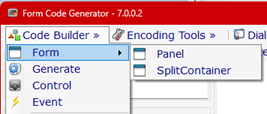 Form Code Generator - 7.0.0.2
Code Builder » Encoding Tools » Dial
Form Panel
Generate SplitContainer
Control
Event